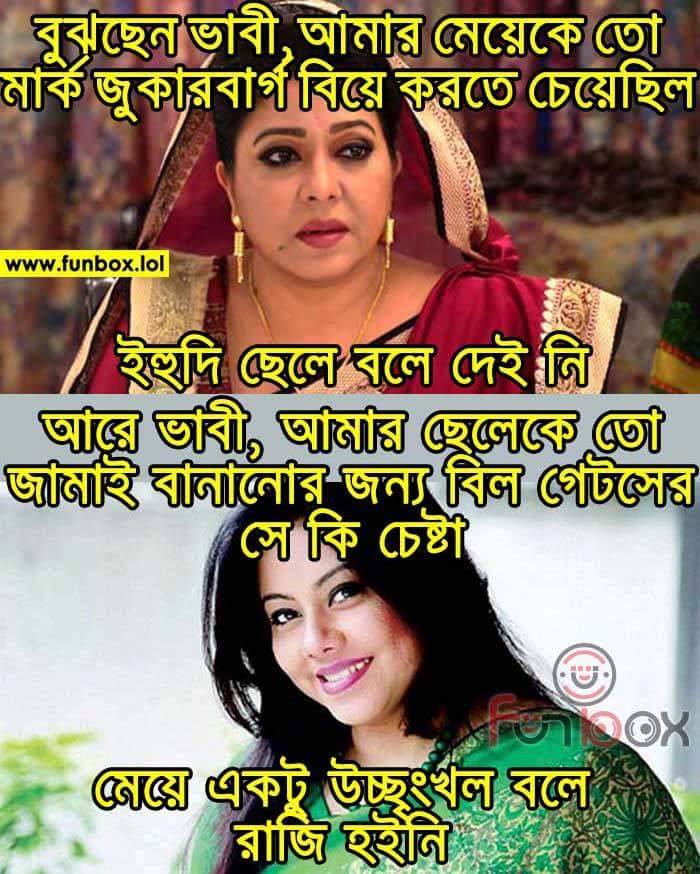 বুঝছেন ভাবী, আমার মেয়েকে তো
মার্ক জুকারবার্গ বিয়ে করতে চেয়েছিল
www.funbox.lol
ইহুদি ছেলে বলে দেই নি
আরে ভাবী, আমার ছেলেকে তো
জামাই বানানোর জন্য বিল গেটসের
সে কি চেষ্টা
funbox
মেয়ে একটু উচ্ছৃংখল বলে
রাজি হইনি